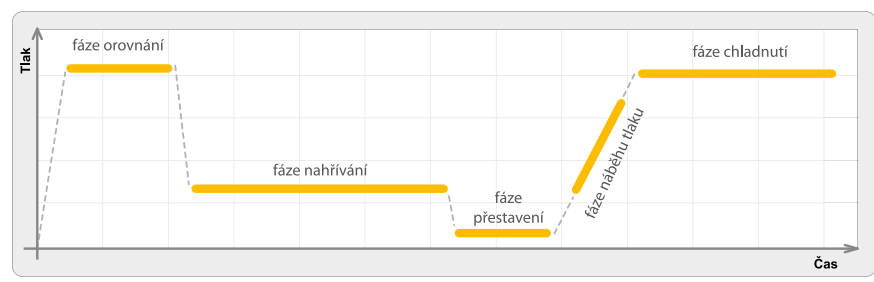 Tlak
fáze orovnání
fáze nahřívání
fáze
přestavení
fáze náběhu tlaku
fáze chladnutí
Čas